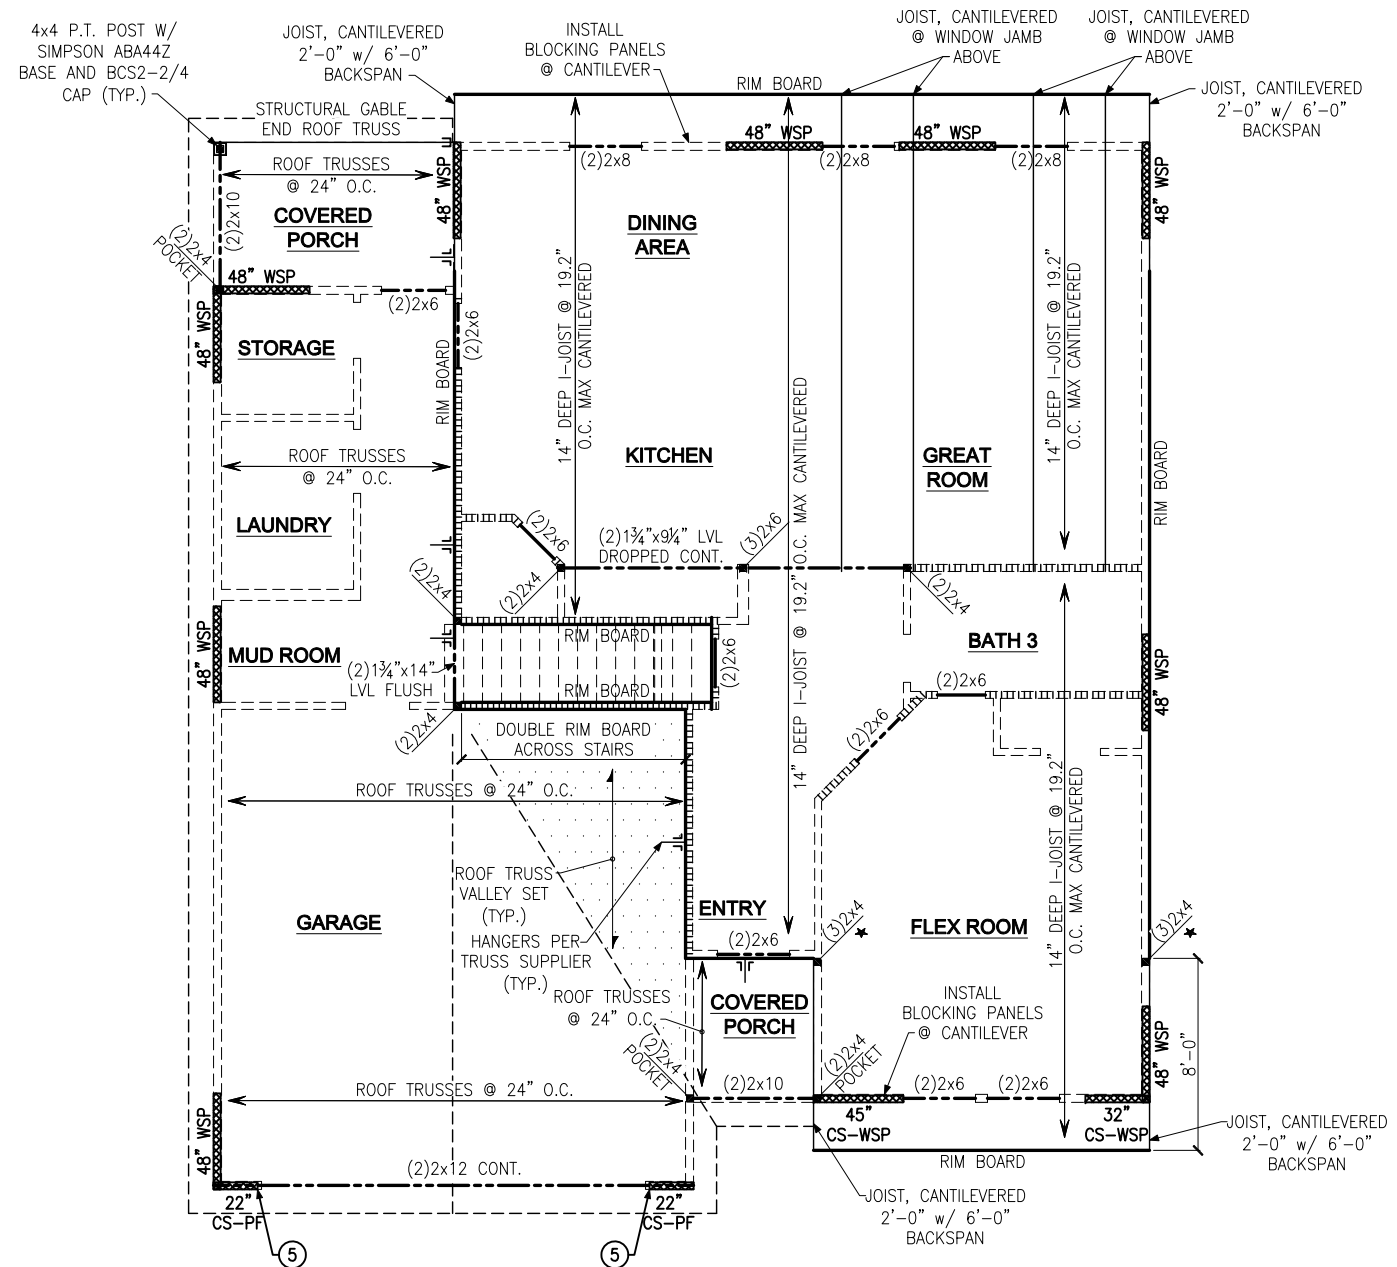 4x4 P.T. POST W/
SIMPSON ABA44Z
BASE AND BCS2-2/4
CAP (TYP.)
JOIST, CANTILEVERED
2'-0" w/ 6'-0"
BACKSPAN
INSTALL
BLOCKING PANELS
@ CANTILEVER
JOIST, CANTILEVERED
@ WINDOW JAMB
ABOVE
JOIST, CANTILEVERED
@ WINDOW JAMB
ABOVE
JOIST, CANTILEVERED
2'-0" w/ 6'-0"
BACKSPAN
RIM BOARD
STRUCTURAL GABLE
END ROOF TRUSS
48" WSP
48" WSP
(2)2x8
(2)2x8
(2)2x8
ROOF TRUSSES
@ 24" O.C.
48" WSP
48" WSP
(2)2x10
COVERED
PORCH
DINING
AREA
(2)2x4
POCKET
48" WSP
(2)2x6
48" WSP
(2)2x6
STORAGE
RIM BOARD
14" DEEP I-JOIST @ 19.2"
O.C. MAX CANTILEVERED
14" DEEP I-JOIST @ 19.2" O.C. MAX CANTILEVERED
14" DEEP I-JOIST @ 19.2"
O.C. MAX CANTILEVERED
ROOF TRUSSES
@ 24" O.C.
KITCHEN
GREAT
ROOM
RIM BOARD
LAUNDRY
(2)2x6
(2)1¾"x9¼" LVL
DROPPED CONT.
(3)2x6
(2)2x4
(2)2x4
(2)2x4
RIM BOARD
BATH 3
48" WSP
MUD ROOM
(2)1¾"x14"
LVL FLUSH
RIM BOARD
(2)2x6
(2)2x6
48" WSP
(2)2x4
DOUBLE RIM BOARD
ACROSS STAIRS
(2)2x6
ROOF TRUSSES @ 24" O.C.
14" DEEP I-JOIST @ 19.2"
O.C. MAX CANTILEVERED
ROOF TRUSS
VALLEY SET
(TYP.)
GARAGE
ENTRY
FLEX ROOM
(3)2x4
(3)2x4
HANGERS PER
TRUSS SUPPLIER
(TYP.)
(2)2x6
ROOF TRUSSES
@ 24" O.C.
COVERED
PORCH
INSTALL
BLOCKING PANELS
@ CANTILEVER
(2)2x4
POCKET
(2)2x4
POCKET
48" WSP
8'-0"
ROOF TRUSSES @ 24" O.C.
(2)2x10
(2)2x6
(2)2x6
45"
CS-WSP
32"
CS-WSP
JOIST, CANTILEVERED
2'-0" w/ 6'-0"
BACKSPAN
48" WSP
(2)2x12 CONT.
RIM BOARD
22"
CS-PF
22"
CS-PF
JOIST, CANTILEVERED
2'-0" w/ 6'-0"
BACKSPAN
5
5